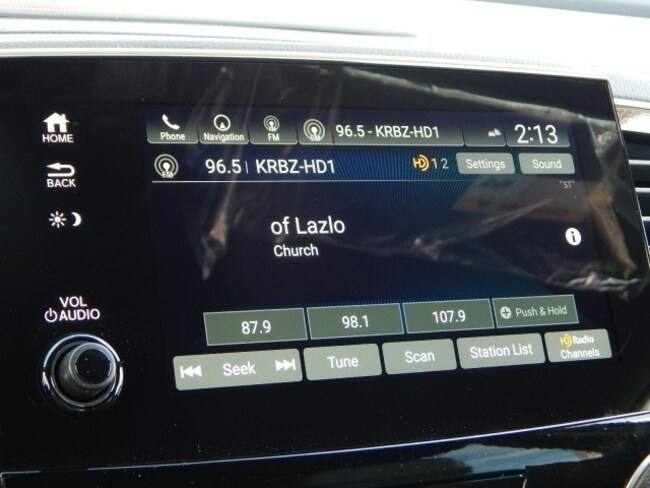 HOME
BACK
VOL
AUDIO
Phone
Navigation
FM
FM
96.5 - KRBZ-HD1
2:13
FM
96.5 | KRBZ-HD1
HD 1 2
Settings
Sound
"ST"
of Lazlo
Church
87.9
98.1
107.9
Push & Hold
Seek
Tune
Scan
Station List
HD Radio
Channels